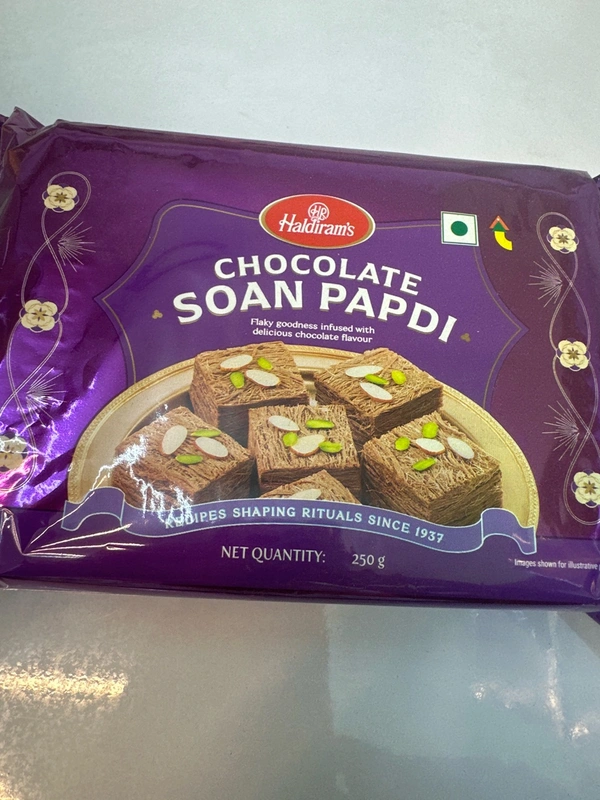 HR
Haldiram's
CHOCOLATE
SOAN PAPDI
Flaky goodness infused with
delicious chocolate flavour
RECIPES SHAPING RITUALS SINCE 1937
NET QUANTITY: 250 g
Images shown for illustrative